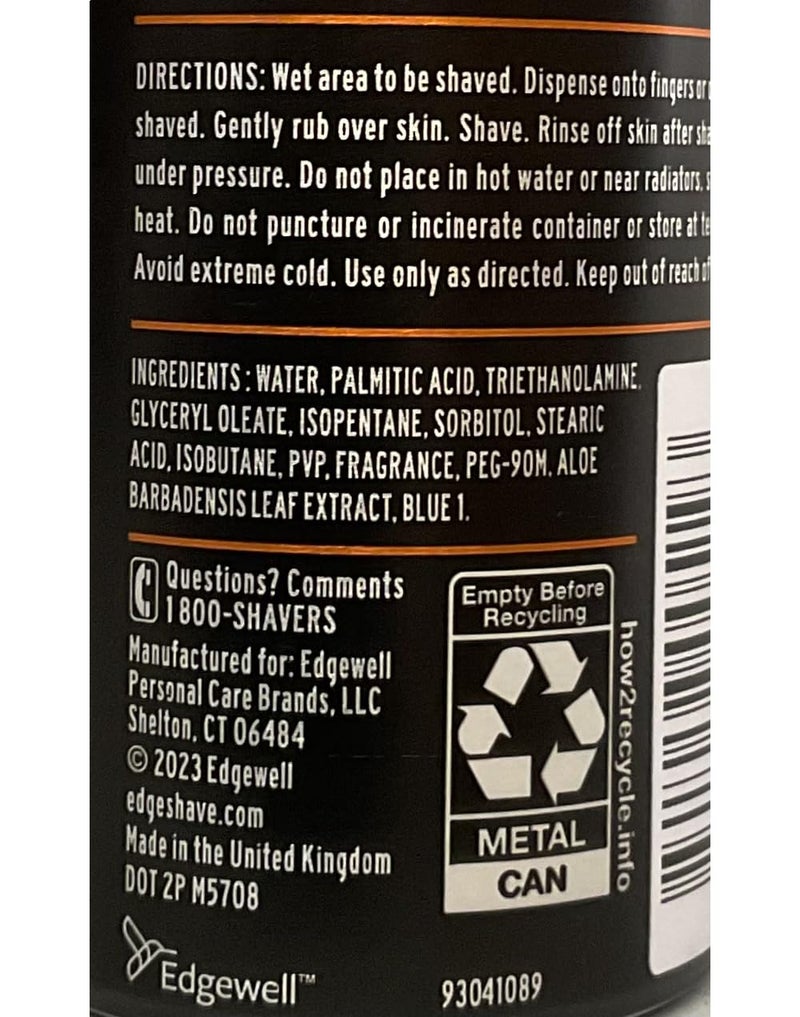 DIRECTIONS: Wet area to be shaved. Dispense onto fingers or
shaved. Gently rub over skin. Shave. Rinse off skin after
under pressure. Do not place in hot water or near radiators,
heat. Do not puncture or incinerate container or store at
Avoid extreme cold. Use only as directed. Keep out of reach of
INGREDIENTS: WATER, PALMITIC ACID, TRIETHANOLAMINE,
GLYCERYL OLEATE, ISOPENTANE, SORBITOL, STEARIC
ACID, ISOBUTANE, PVP, FRAGRANCE, PEG-90M, ALOE
BARBADENSIS LEAF EXTRACT, BLUE 1.
Questions? Comments
1 800-SHAVERS
Manufactured for: Edgewell
Personal Care Brands, LLC
Shelton, CT 06484
© 2023 Edgewell
edgeshave.com
Made in the United Kingdom
DOT 2P M5708
Edgewell™
Empty Before
Recycling
METAL
CAN
how2recycle.info
93041089